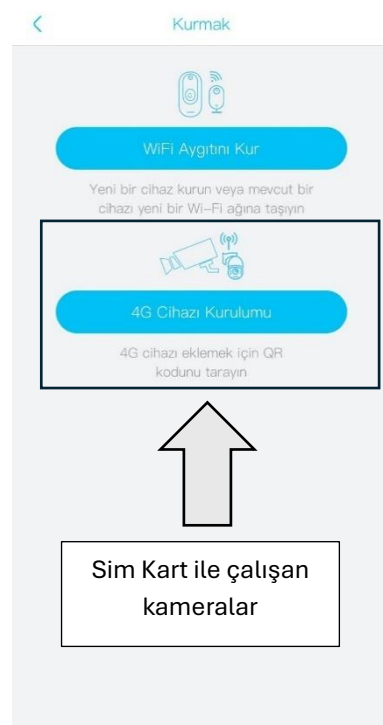 Kurmak
WiFi Aygıtını Kur
Yeni bir cihaz kurun veya mevcut bir
cihazı yeni bir Wi-Fi ağına taşıyın
4G Cihazı Kurulumu
4G cihazı eklemek için QR
kodunu tarayın
Sim Kart ile çalışan
kameralar